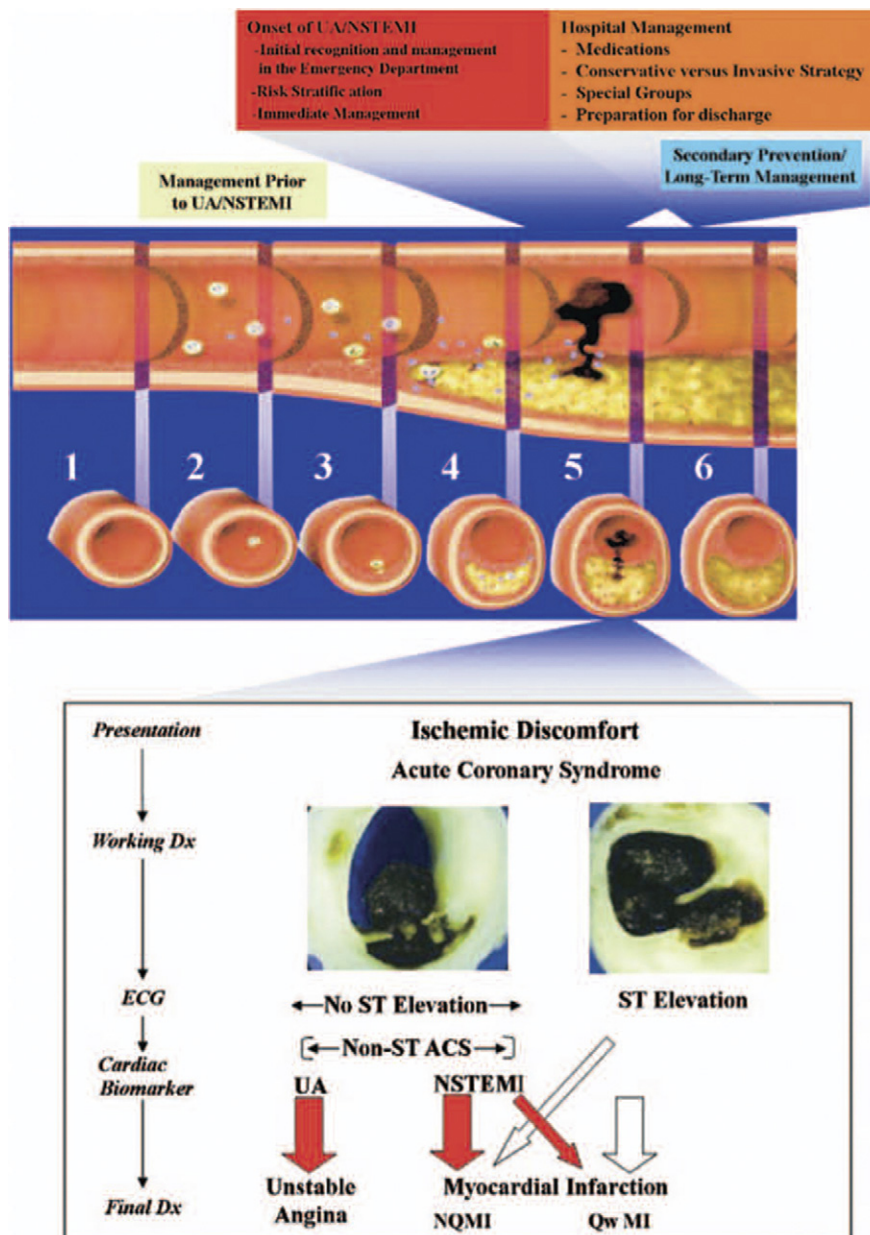 Onset of UA/NSTEMI
-Initial recognition and management
in the Emergency Department
-Risk Stratific ation
-Immediate Management
Hospital Management
- Medications
- Conservative versus Invasive Strategy
- Special Groups
- Preparation for discharge
Secondary Prevention/
Long-Term Management
Management Prior
to UA/NSTEMI
1
2
3
4
5
6
Presentation
Ischemic Discomfort
Acute Coronary Syndrome
Working Dx
ECG
No ST Elevation
ST Elevation
Non-ST ACS
Cardiac
Biomarker
UA
NSTEMI
Final Dx
Unstable
Angina
Myocardial Infarction
NQMI
Qw MI